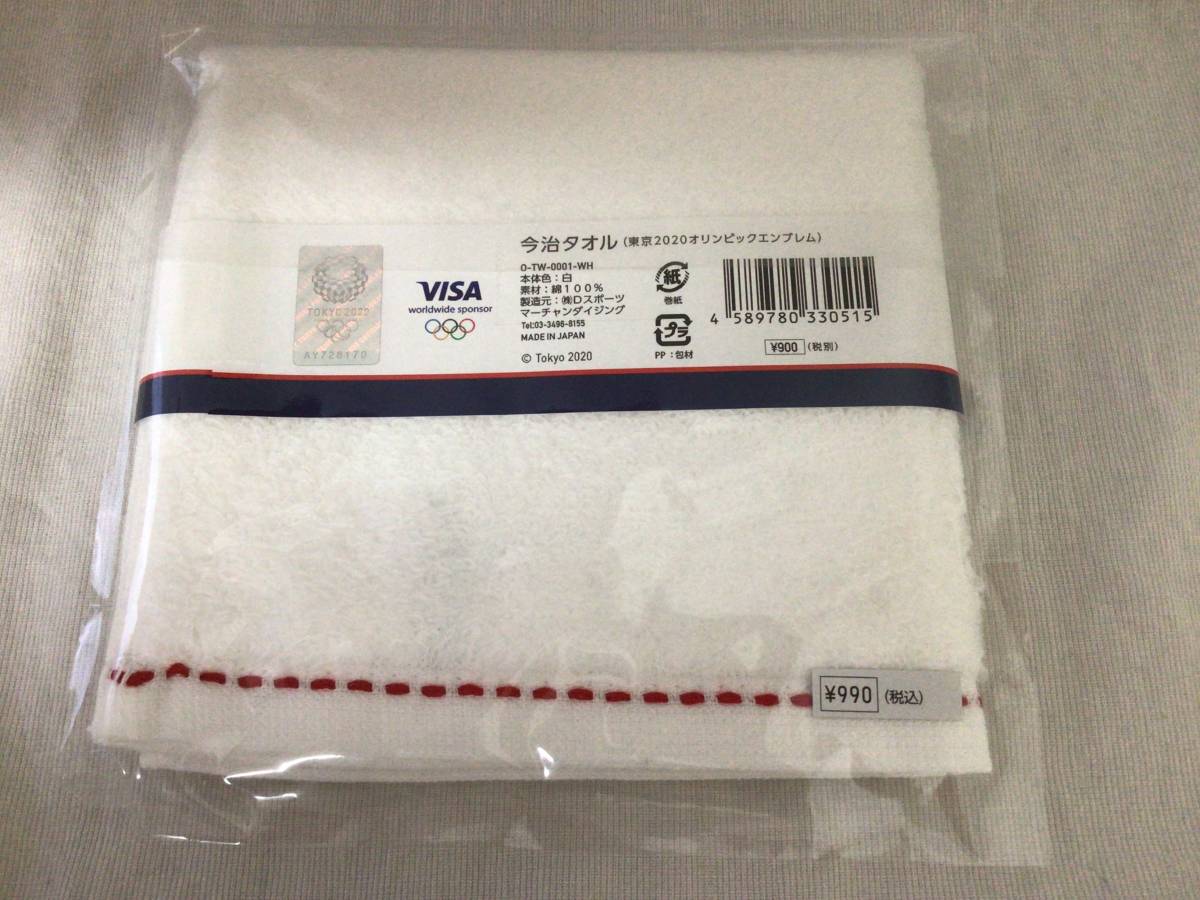 今治タオル (東京2020オリンピックエンブレム)
O-TW-0001-WH
本体色：白
素材：綿100%
製造元：㈱Dスポーツ
マーチャンダイジング
Tel:03-3496-8155
MADE IN JAPAN
© Tokyo 2020
TOKYO 2020
AY728170
VISA
worldwide sponsor
紙
巻紙
プラ
PP：包材
4 589780 330515
¥900 (税別)
¥990 (税込)